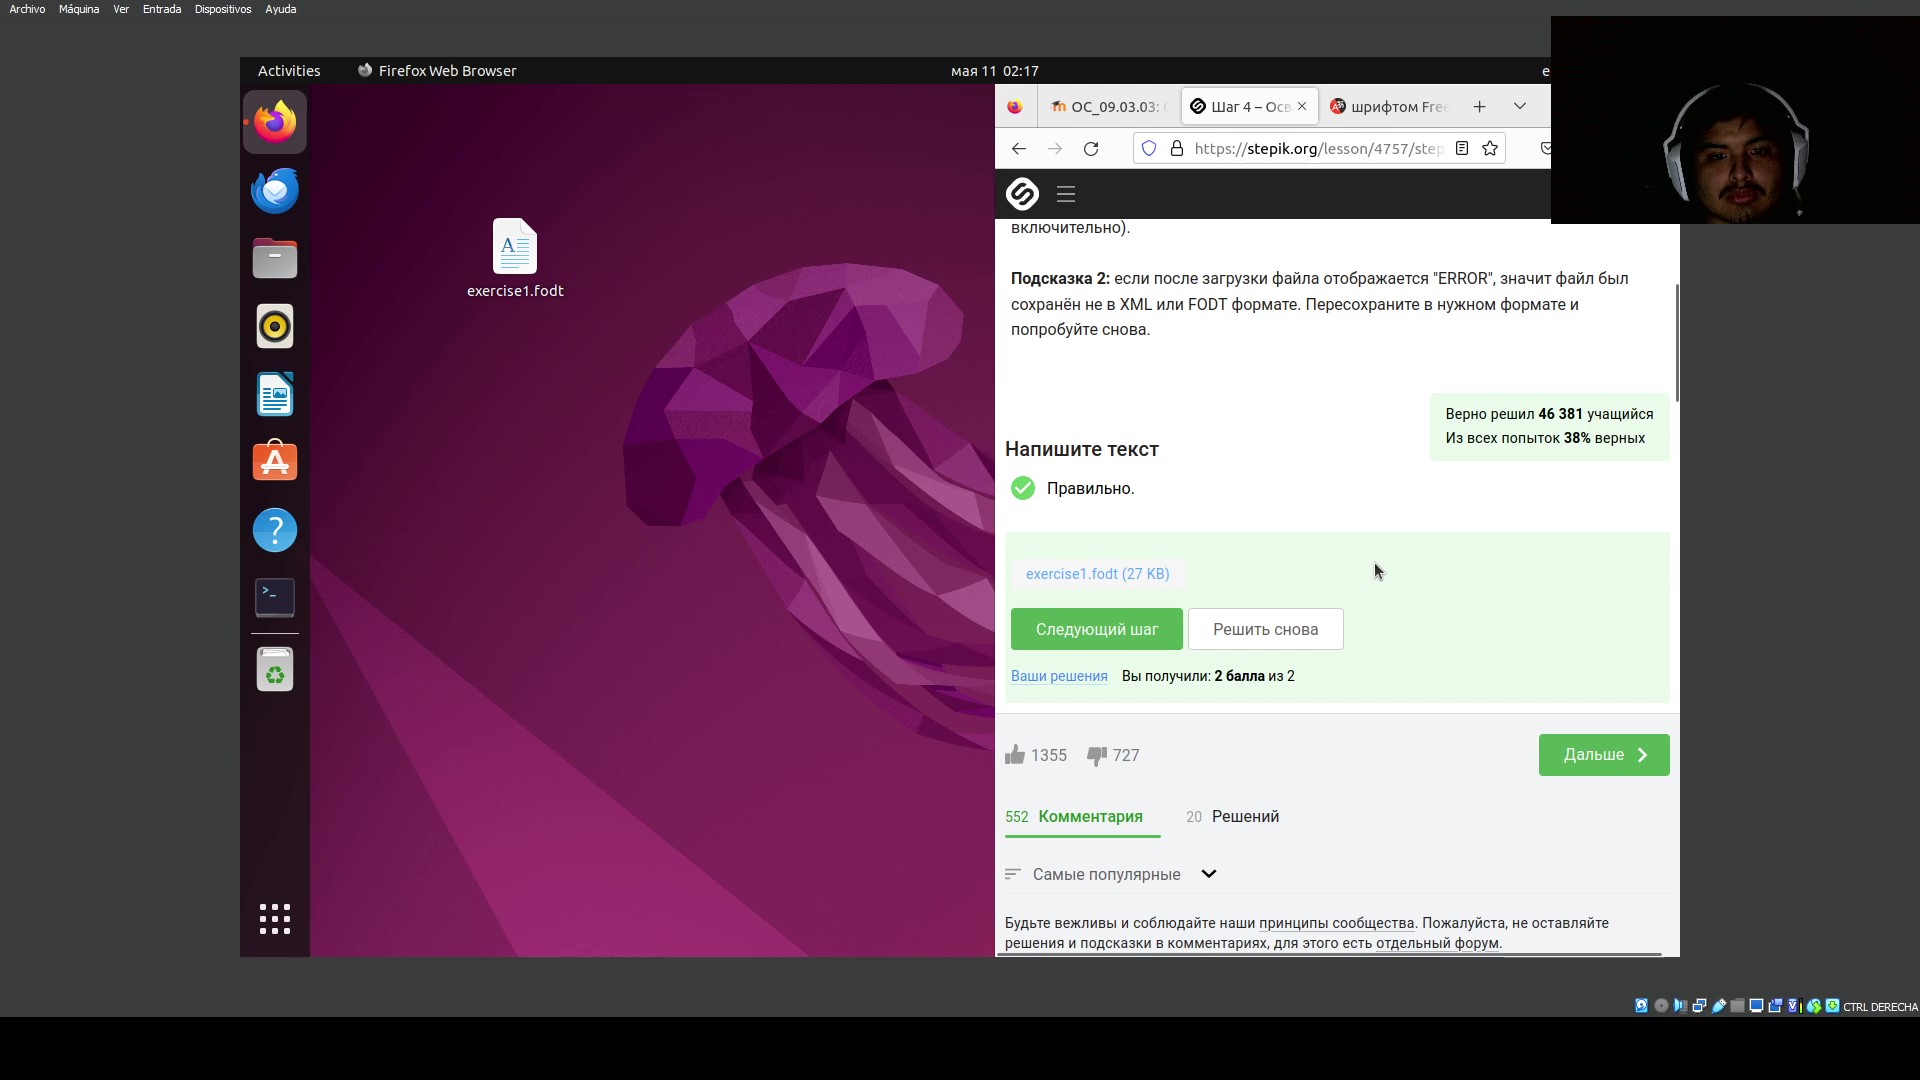 Archivo Máquina Ver Entrada Dispositivos Ayuda
Activities Firefox Web Browser мая 11 02:17
ОС_09.03.03: Шаг 4 – Осв шрифтом Free
https://stepik.org/lesson/4757/step
exercise1.fodt
включительно).
Подсказка 2: если после загрузки файла отображается "ERROR", значит файл был
сохранён не в XML или FODT формате. Пересохраните в нужном формате и
попробуйте снова.
Верно решил 46 381 учащийся
Из всех попыток 38% верных
Напишите текст
Правильно.
exercise1.fodt (27 KB)
Следующий шаг Решить снова
Ваши решения Вы получили: 2 балла из 2
1355 727 Дальше
552 Комментария 20 Решений
Самые популярные
Будьте вежливы и соблюдайте наши принципы сообщества. Пожалуйста, не оставляйте
решения и подсказки в комментариях, для этого есть отдельный форум.
CTRL DERECHA